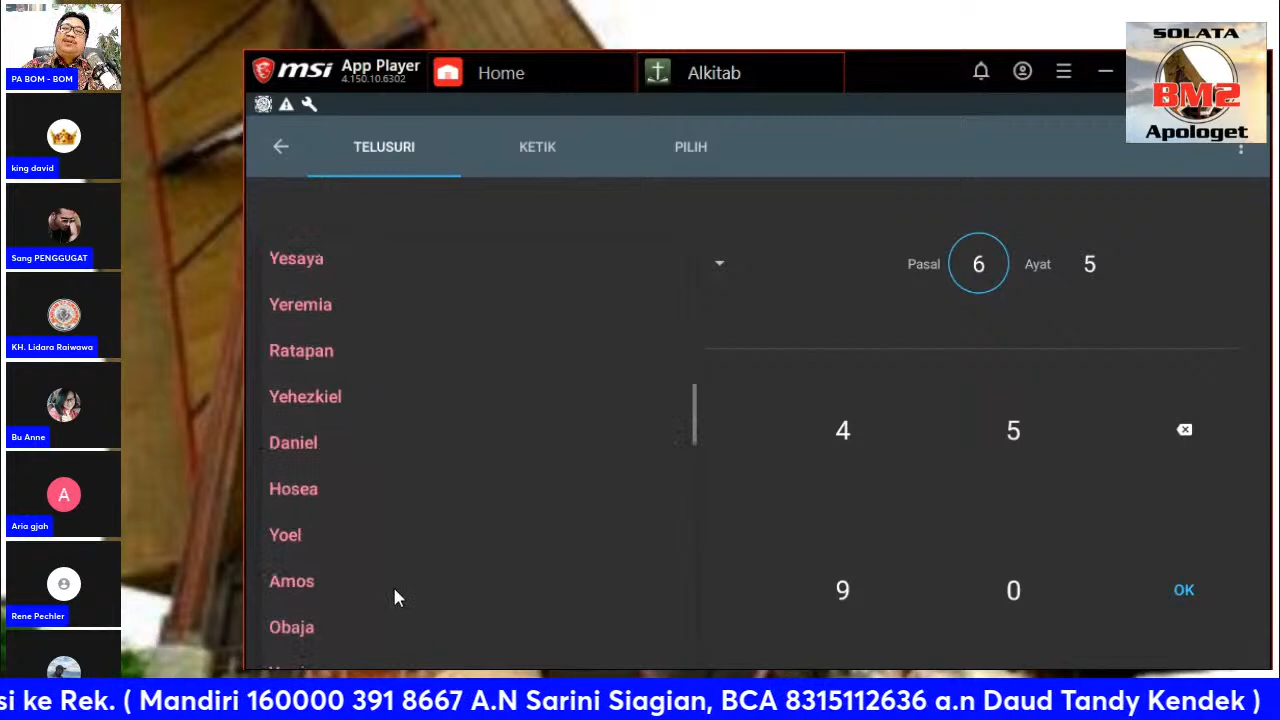 PA BOM - BOM
king david
Sang PENGGUGAT
KH. Lidara Raiwawa
Bu Anne
A
Aria gjah
Rene Pechler
msi App Player
4.150.10.6302
Home
Alkitab
SOLATA
BM2
Apologet
TELUSURI
KETIK
PILIH
Yesaya
Yeremia
Ratapan
Yehezkiel
Daniel
Hosea
Yoel
Amos
Obaja
Pasal 6 Ayat 5
4 5
9 0 OK
si ke Rek. ( Mandiri 160000 391 8667 A.N Sarini Siagian, BCA 8315112636 a.n Daud Tandy Kendek )